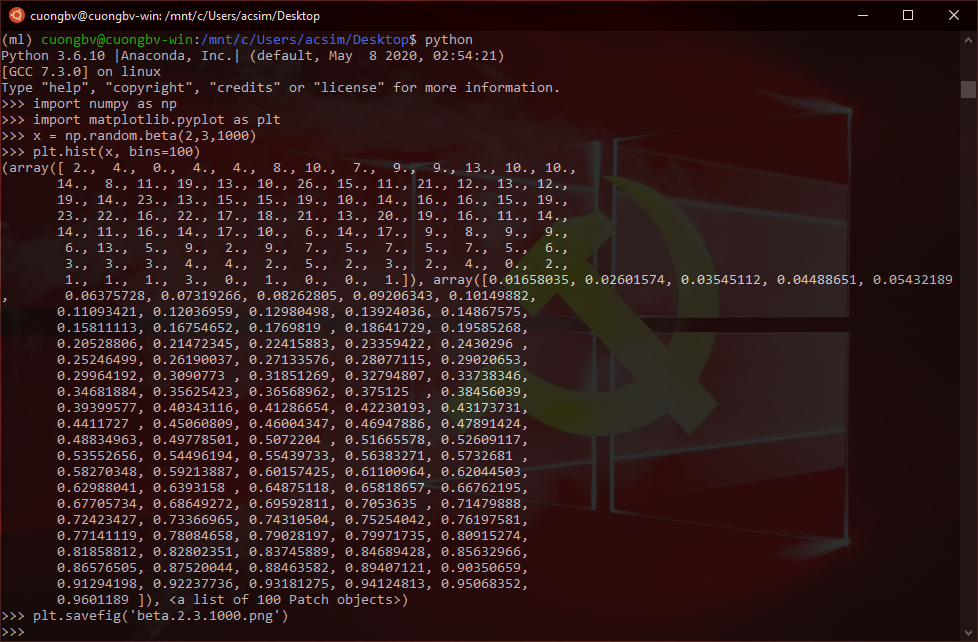 cuongbv@cuongbv-win: /mnt/c/Users/acsim/Desktop
(ml) cuongbv@cuongbv-win:/mnt/c/Users/acsim/Desktop$ python
Python 3.6.10 |Anaconda, Inc.| (default, May  8 2020, 02:54:21)
[GCC 7.3.0] on linux
Type "help", "copyright", "credits" or "license" for more information.
>>> import numpy as np
>>> import matplotlib.pyplot as plt
>>> x = np.random.beta(2,3,1000)
>>> plt.hist(x, bins=100)
(array([ 2.,  4.,  0.,  4.,  4.,  8., 10.,  7.,  9.,  9., 13., 10., 10.,
       14.,  8., 11., 19., 13., 10., 26., 15., 11., 21., 12., 13., 12.,
       19., 14., 23., 13., 15., 15., 19., 10., 14., 16., 16., 15., 19.,
       23., 22., 16., 22., 17., 18., 21., 13., 20., 19., 16., 11., 14.,
       14., 11., 16., 14., 17., 10.,  6., 14., 17.,  9.,  8.,  9.,  9.,
        6., 13.,  5.,  9.,  2.,  9.,  7.,  5.,  7.,  5.,  7.,  5.,  6.,
        3.,  3.,  3.,  4.,  4.,  2.,  5.,  2.,  3.,  2.,  4.,  0.,  2.,
        1.,  1.,  1.,  3.,  0.,  1.,  0.,  0.,  1.]), array([0.01658035, 0.02601574, 0.03545112, 0.04488651, 0.05432189
,       0.06375728, 0.07319266, 0.08262805, 0.09206343, 0.10149882,
       0.11093421, 0.12036959, 0.12980498, 0.13924036, 0.14867575,
       0.15811113, 0.16754652, 0.1769819 , 0.18641729, 0.19585268,
       0.20528806, 0.21472345, 0.22415883, 0.23359422, 0.2430296 ,
       0.25246499, 0.26190037, 0.27133576, 0.28077115, 0.29020653,
       0.29964192, 0.3090773 , 0.31851269, 0.32794807, 0.33738346,
       0.34681884, 0.35625423, 0.36568962, 0.375125  , 0.38456039,
       0.39399577, 0.40343116, 0.41286654, 0.42230193, 0.43173731,
       0.4411727 , 0.45060809, 0.46004347, 0.46947886, 0.47891424,
       0.48834963, 0.49778501, 0.5072204 , 0.51665578, 0.52609117,
       0.53552656, 0.54496194, 0.55439733, 0.56383271, 0.5732681 ,
       0.58270348, 0.59213887, 0.60157425, 0.61100964, 0.62044503,
       0.62988041, 0.6393158 , 0.64875118, 0.65818657, 0.66762195,
       0.67705734, 0.68649272, 0.69592811, 0.7053635 , 0.71479888,
       0.72423427, 0.73366965, 0.74310504, 0.75254042, 0.76197581,
       0.77141119, 0.78084658, 0.79028197, 0.79971735, 0.80915274,
       0.81858812, 0.82802351, 0.83745889, 0.84689428, 0.85632966,
       0.86576505, 0.87520044, 0.88463582, 0.89407121, 0.90350659,
       0.91294198, 0.92237736, 0.93181275, 0.94124813, 0.95068352,
       0.9601189 ]), <a list of 100 Patch objects>)
>>> plt.savefig('beta.2.3.1000.png')
>>>